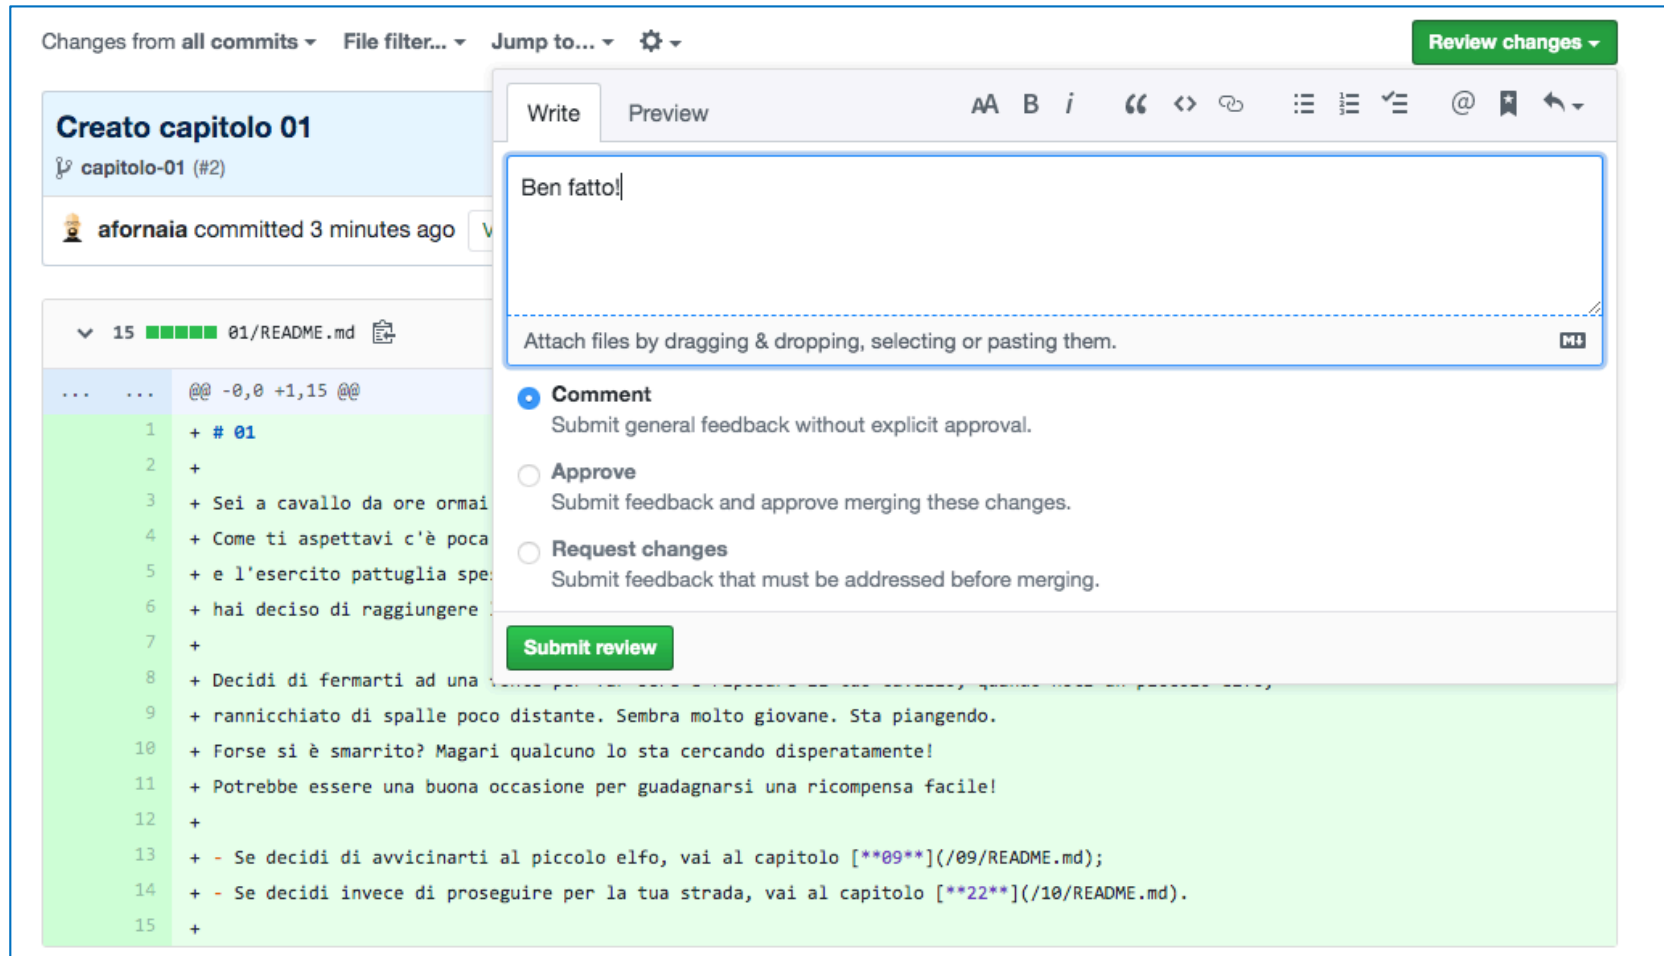 Changes from all commits File filter... Jump to...
Review changes
Creato capitolo 01
capitolo-01 (#2)
afornaia committed 3 minutes ago
Write Preview
AA B i
Ben fatto!
Attach files by dragging & dropping, selecting or pasting them.
Comment
Submit general feedback without explicit approval.
Approve
Submit feedback and approve merging these changes.
Request changes
Submit feedback that must be addressed before merging.
Submit review
15 01/README.md
... ... @@ -0,0 +1,15 @@
1 + # 01
2 +
3 + Sei a cavallo da ore ormai
4 + Come ti aspettavi c'è poca
5 + e l'esercito pattuglia
6 + hai deciso di raggiungere
7 +
8 + Decidi di fermarti ad una
9 + rannicchiato di spalle poco distante. Sembra molto giovane. Sta piangendo.
10 + Forse si è smarrito? Magari qualcuno lo sta cercando disperatamente!
11 + Potrebbe essere una buona occasione per guadagnarsi una ricompensa facile!
12 +
13 + - Se decidi di avvicinarti al piccolo elfo, vai al capitolo [**09**](/09/README.md);
14 + - Se decidi invece di proseguire per la tua strada, vai al capitolo [**22**](/10/README.md).
15 +